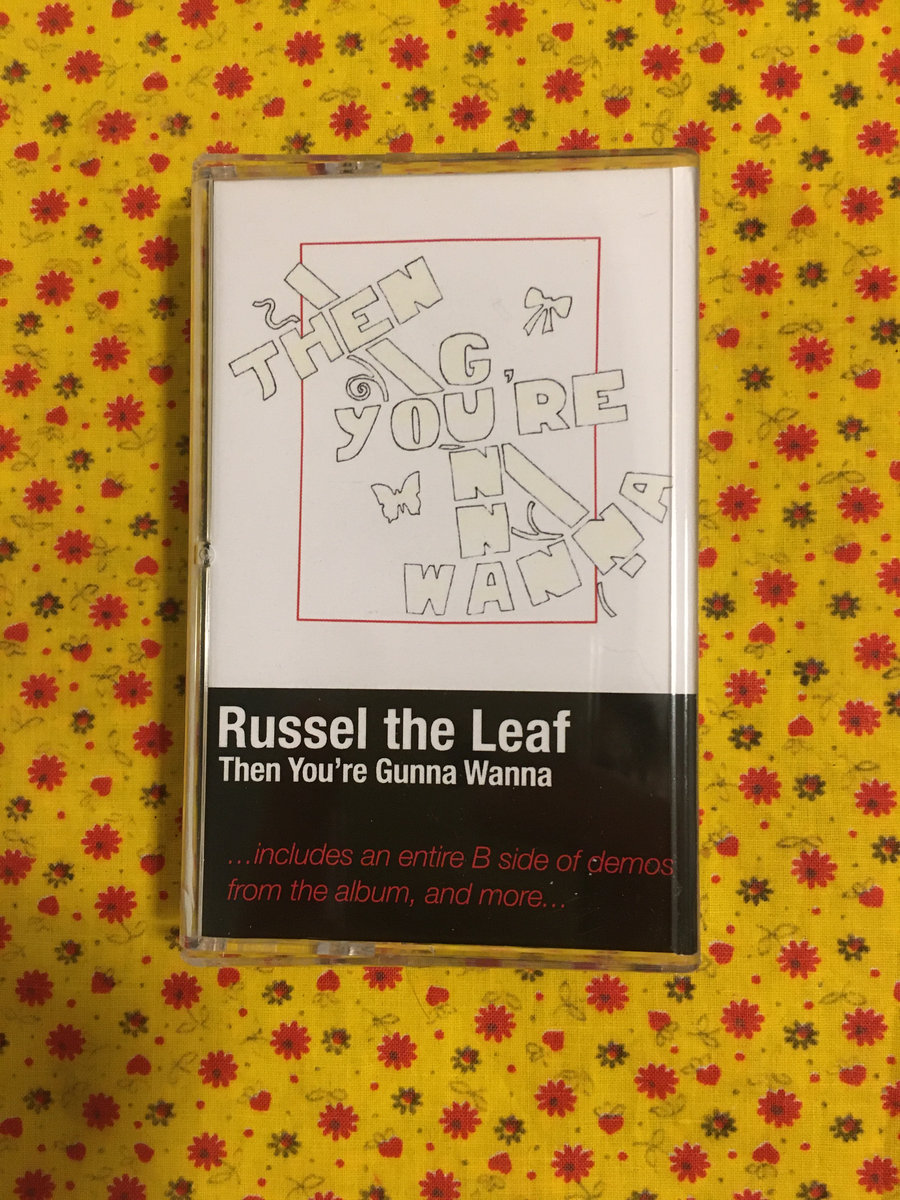 THEN
YOU'RE
GUNNA
WANNA
Russel the Leaf
Then You're Gunna Wanna
...includes an entire B side of demos
from the album, and more...